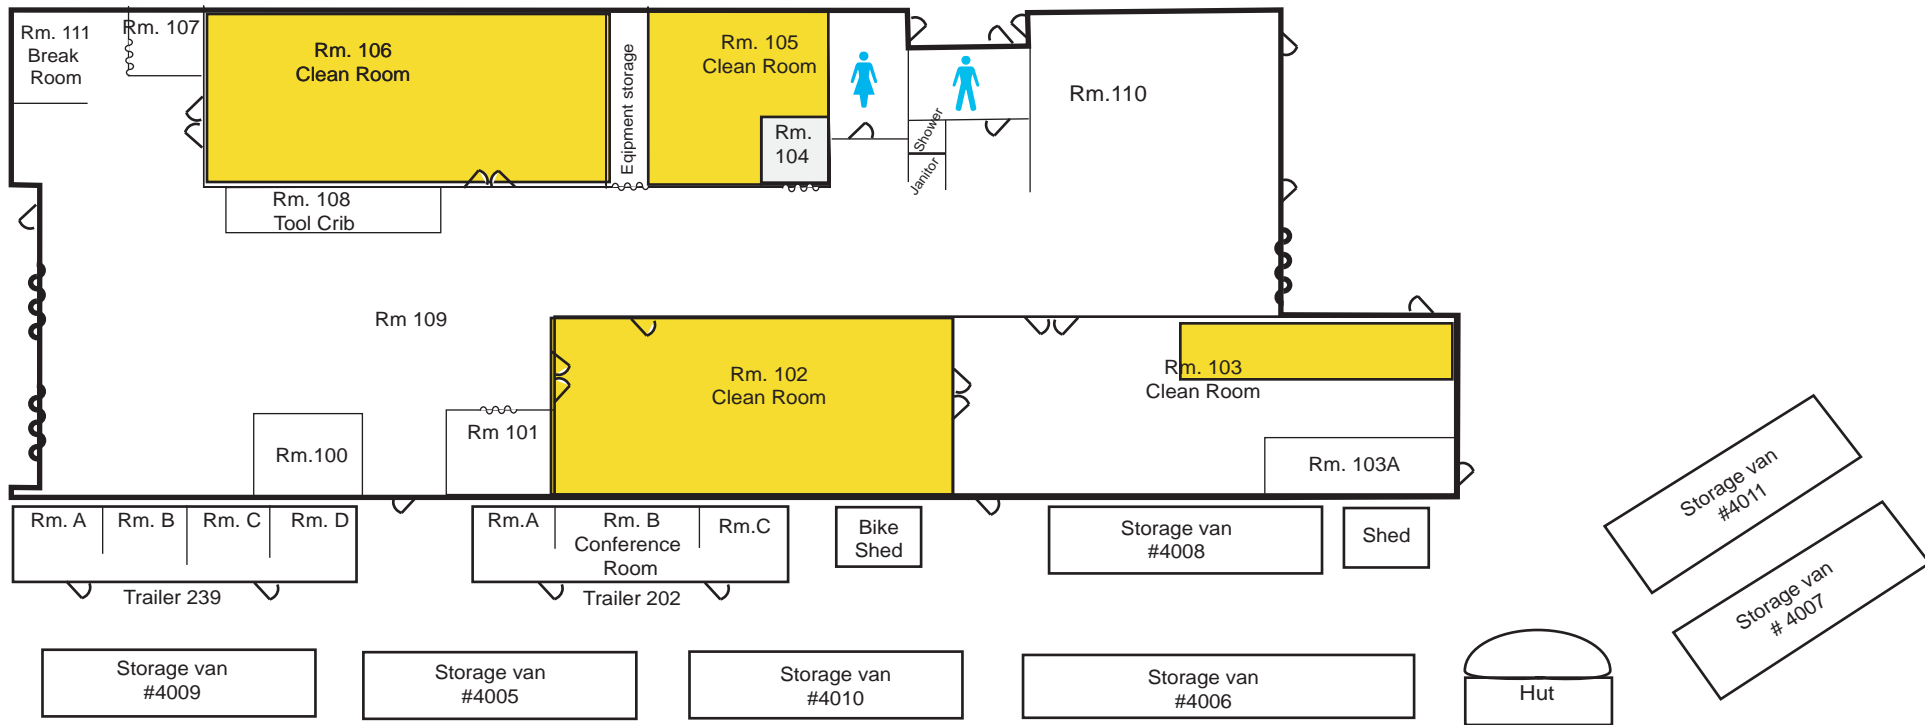 Rm. 111
Break
Room
Rm. 107
Rm. 106
Clean Room
Eqipment storage
Rm. 105
Clean Room
Rm.
104
Shower
Janitor
Rm.110
Rm. 108
Tool Crib
Rm 109
Rm. 102
Clean Room
Rm. 103
Clean Room
Rm.100
Rm 101
Rm. 103A
Rm. A
Rm. B
Rm. C
Rm. D
Trailer 239
Rm.A
Rm. B
Conference
Room
Rm.C
Trailer 202
Bike
Shed
Storage van
#4008
Shed
Storage van
#4011
Storage van
# 4007
Storage van
#4009
Storage van
#4005
Storage van
#4010
Storage van
#4006
Hut